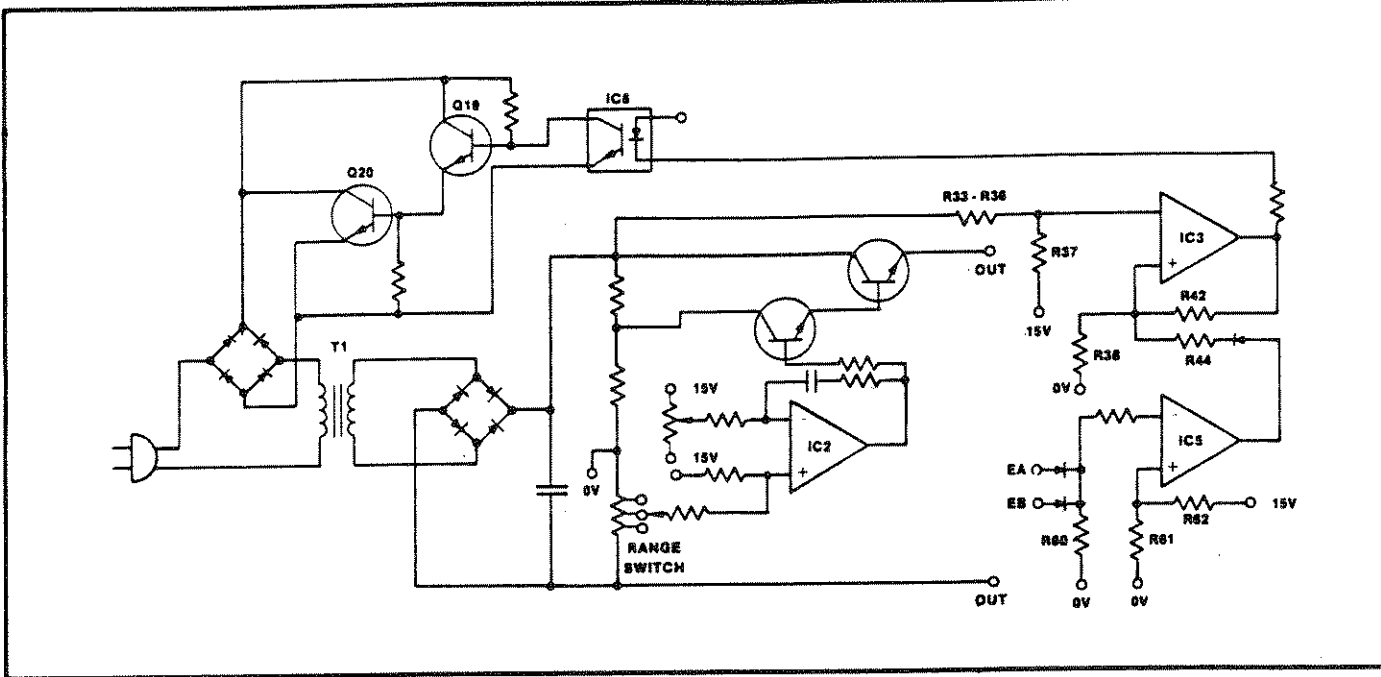 IC6
Q19
Q20
R33 - R36
IC3
R37
OUT
15V
R42
R44
R38
0V
T1
15V
IC2
15V
0V
RANGE
SWITCH
IC5
EA
EB
R60
R62
15V
R61
0V
0V
OUT